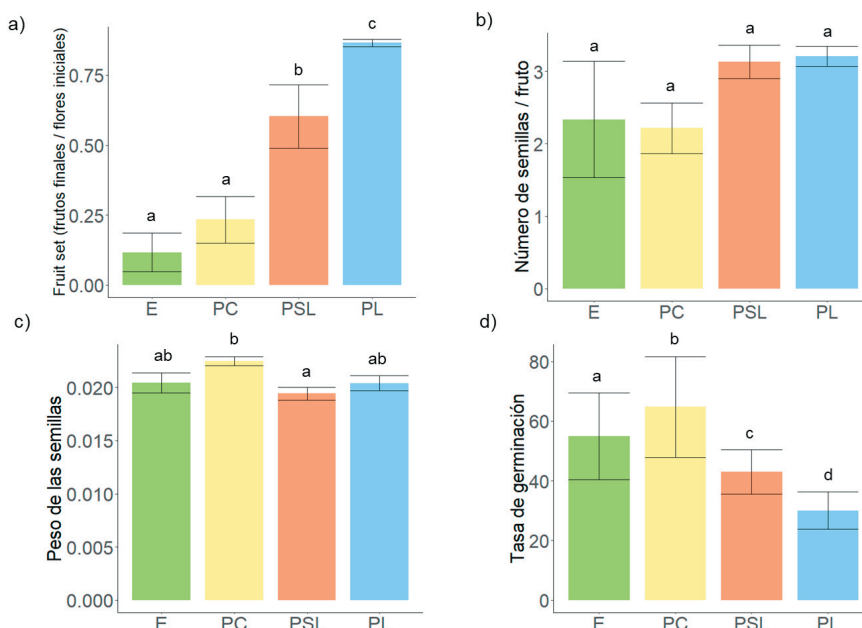 a)
Fruit set (frutos finales / flores iniciales)
0.75
0.50
0.25
0.00
a
a
b
c
E
PC
PSL
PL
b)
Número de semillas / fruto
3
2
1
0
a
a
a
a
E
PC
PSL
PL
c)
Peso de las semillas
0.020
0.015
0.010
0.005
0.000
ab
b
a
ab
E
PC
PSL
PL
d)
Tasa de germinación
80
60
40
20
0
a
b
c
d
E
PC
PSL
PL